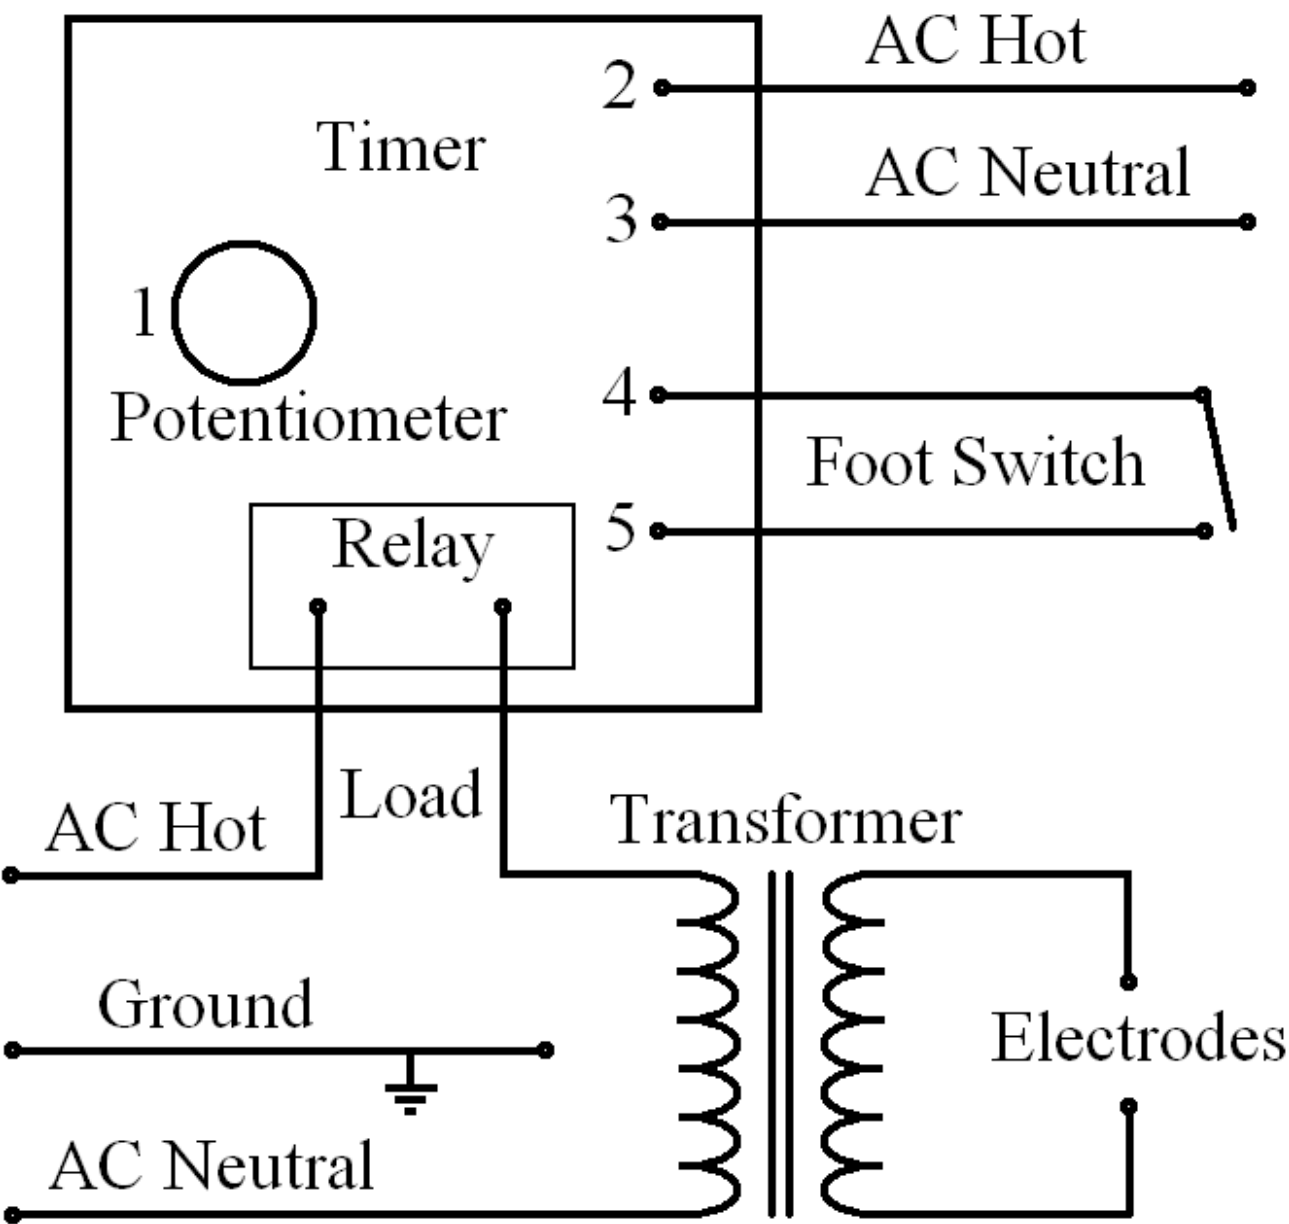 AC Hot
2
Timer
AC Neutral
3
1
Potentiometer
4
Foot Switch
5
Relay
Load
AC Hot
Transformer
Ground
Electrodes
AC Neutral